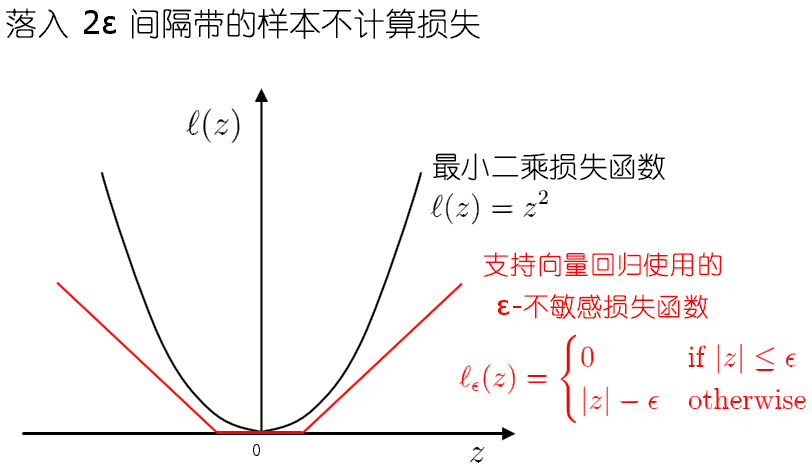 落入 2ε 间隔带的样本不计算损失
ℓ(z)
最小二乘损失函数
ℓ(z) = z²
支持向量回归使用的
ε-不敏感损失函数
ℓ_ϵ(z) = { 0 if |z| ≤ ϵ
|z| − ϵ otherwise
0
z